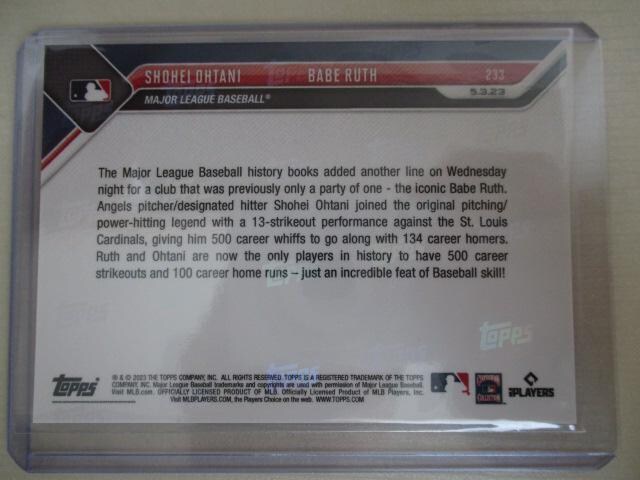 SHOHEI OHTANI BABE RUTH 233
MAJOR LEAGUE BASEBALL® 5.3.23
The Major League Baseball history books added another line on Wednesday
night for a club that was previously only a party of one - the iconic Babe Ruth.
Angels pitcher/designated hitter Shohei Ohtani joined the original pitching/
power-hitting legend with a 13-strikeout performance against the St. Louis
Cardinals, giving him 500 career whiffs to go along with 134 career homers.
Ruth and Ohtani are now the only players in history to have 500 career
strikeouts and 100 career home runs – just an incredible feat of Baseball skill!
topps
topps
® & © 2023 THE TOPPS COMPANY, INC. ALL RIGHTS RESERVED. TOPPS IS A REGISTERED TRADEMARK OF THE TOPPS
COMPANY, INC. Major League Baseball trademarks and copyrights are used with permission of Major League Baseball.
Visit MLB.com. OFFICIALLY LICENSED PRODUCT OF MLB. Officially Licensed Product of MLB Players, Inc.
Visit MLBPLAYERS.com, the Players Choice on the web. WWW.TOPPS.COM
PLAYERS